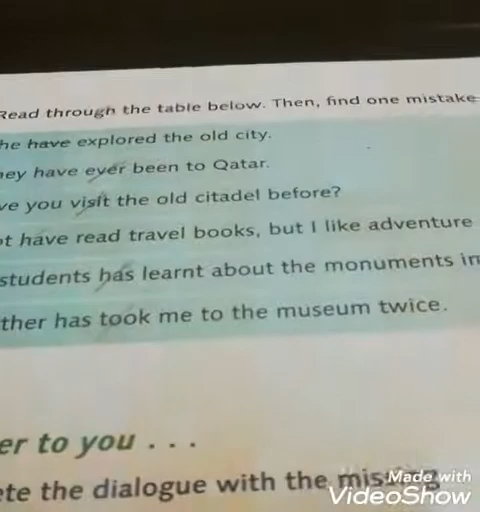 Read through the table below. Then, find one mistake
he have explored the old city.
hey have ever been to Qatar.
ve you visit the old citadel before?
ot have read travel books, but I like adventure
students has learnt about the monuments in
ther has took me to the museum twice.
er to you . . .
ete the dialogue with the missing
Made with
VideoShow